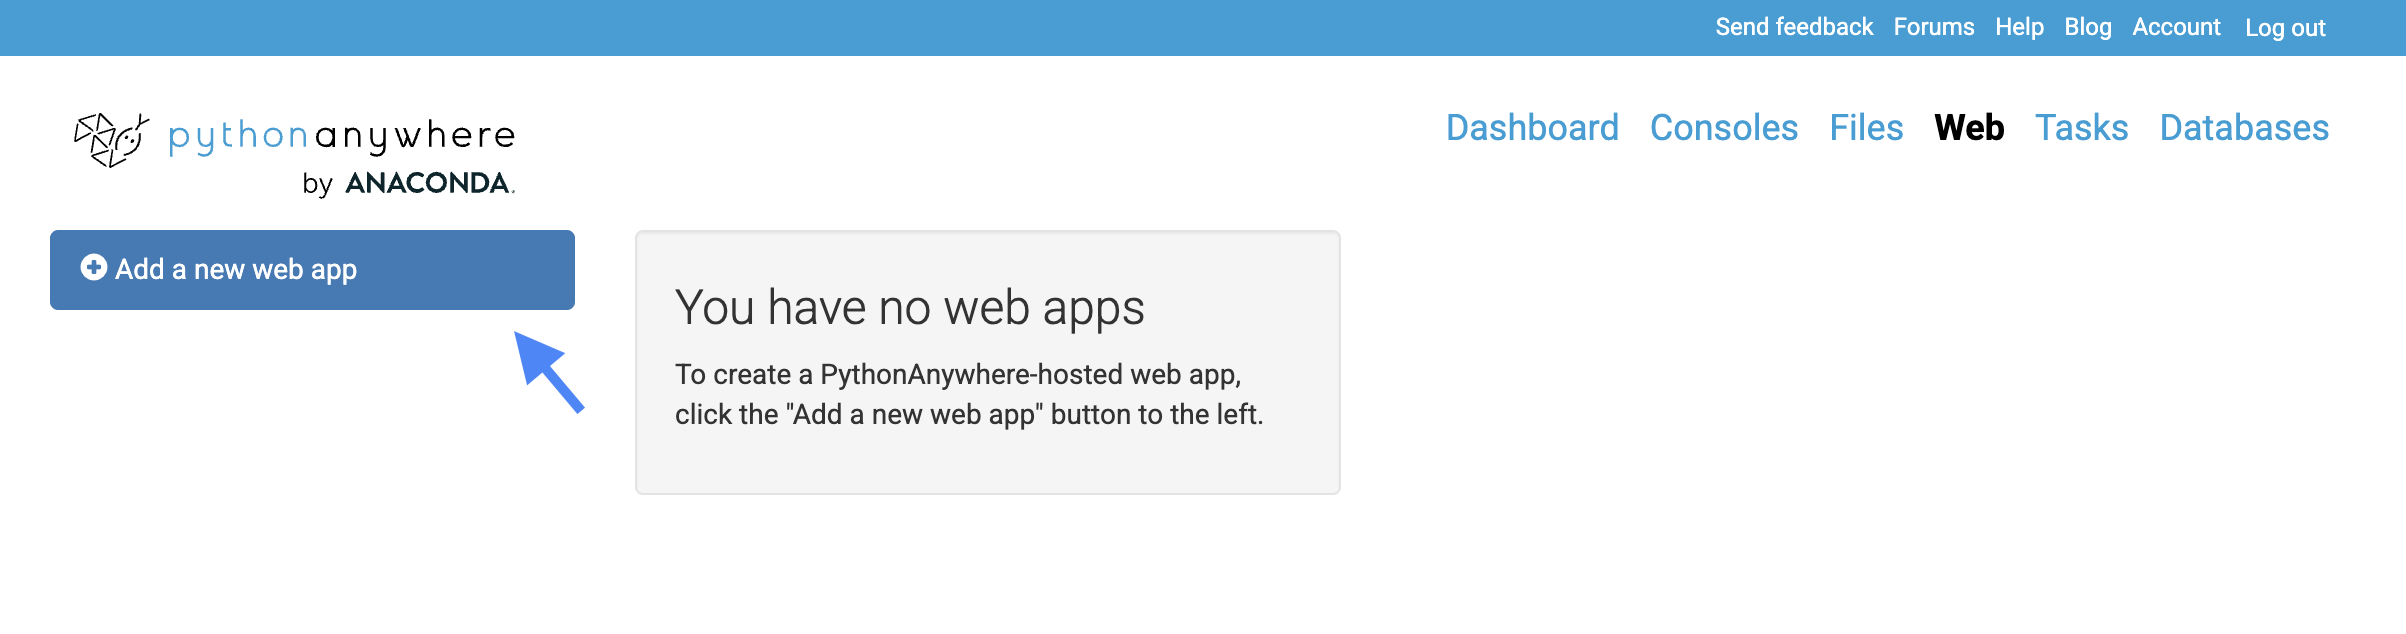 Send feedback Forums Help Blog Account Log out
pythonanywhere
by ANACONDA.
Dashboard Consoles Files Web Tasks Databases
Add a new web app
You have no web apps
To create a PythonAnywhere-hosted web app,
click the "Add a new web app" button to the left.